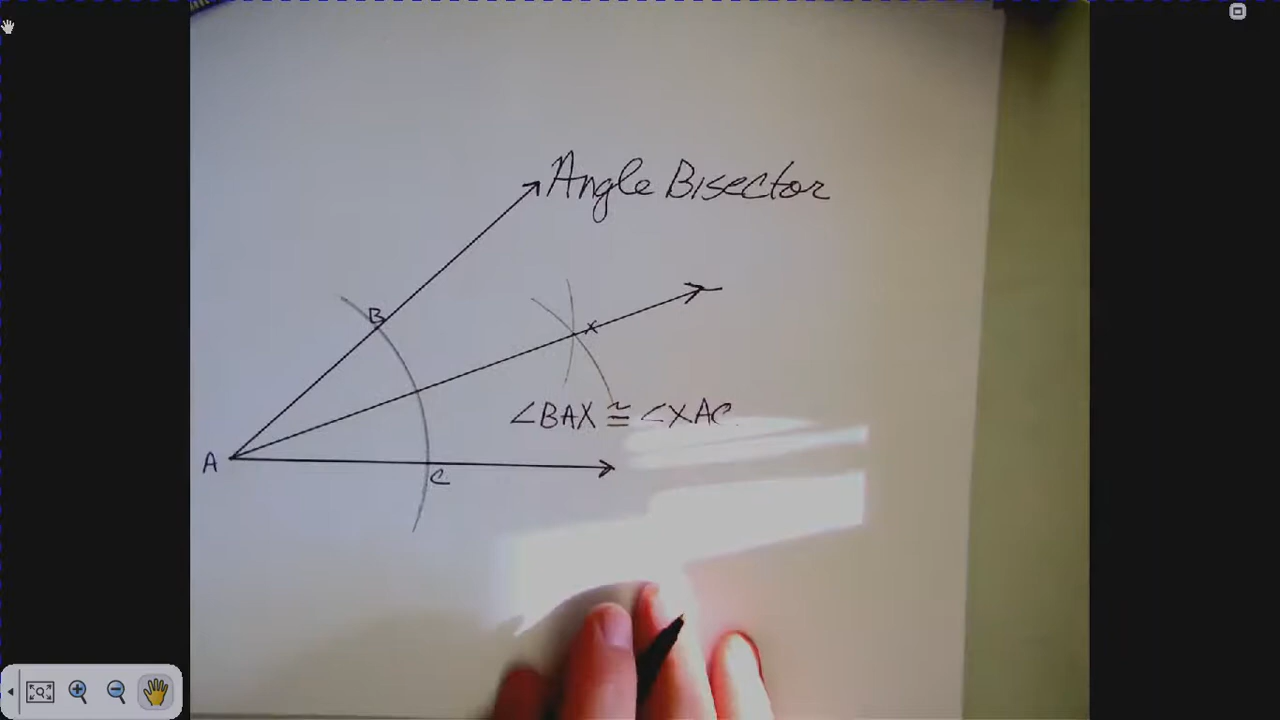 Angle Bisector
B
X
∠BAX ≅ ∠XAC
A
C